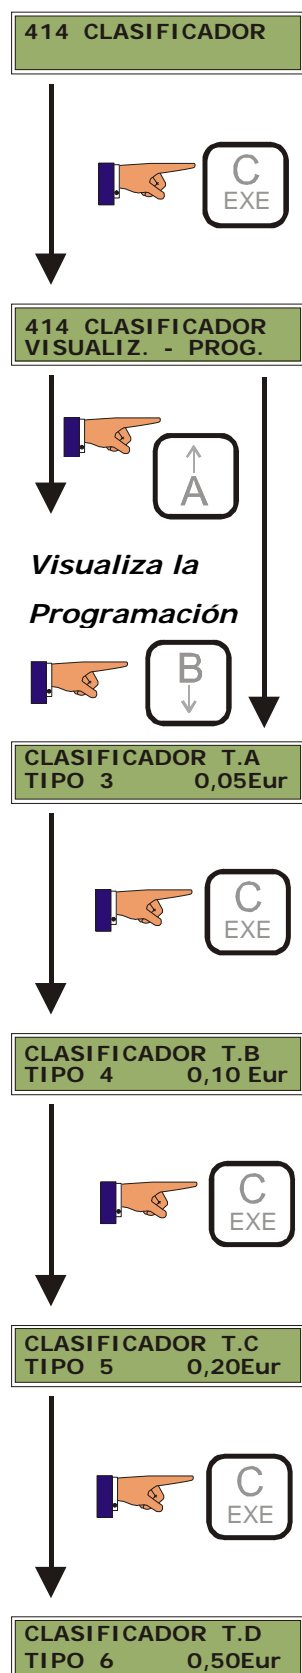 414 CLASIFICADOR
C
EXE
414 CLASIFICADOR
VISUALIZ. - PROG.
↑
A
Visualiza la
Programación
B
↓
CLASIFICADOR T.A
TIPO 3 0,05Eur
C
EXE
CLASIFICADOR T.B
TIPO 4 0,10 Eur
C
EXE
CLASIFICADOR T.C
TIPO 5 0,20Eur
C
EXE
CLASIFICADOR T.D
TIPO 6 0,50Eur